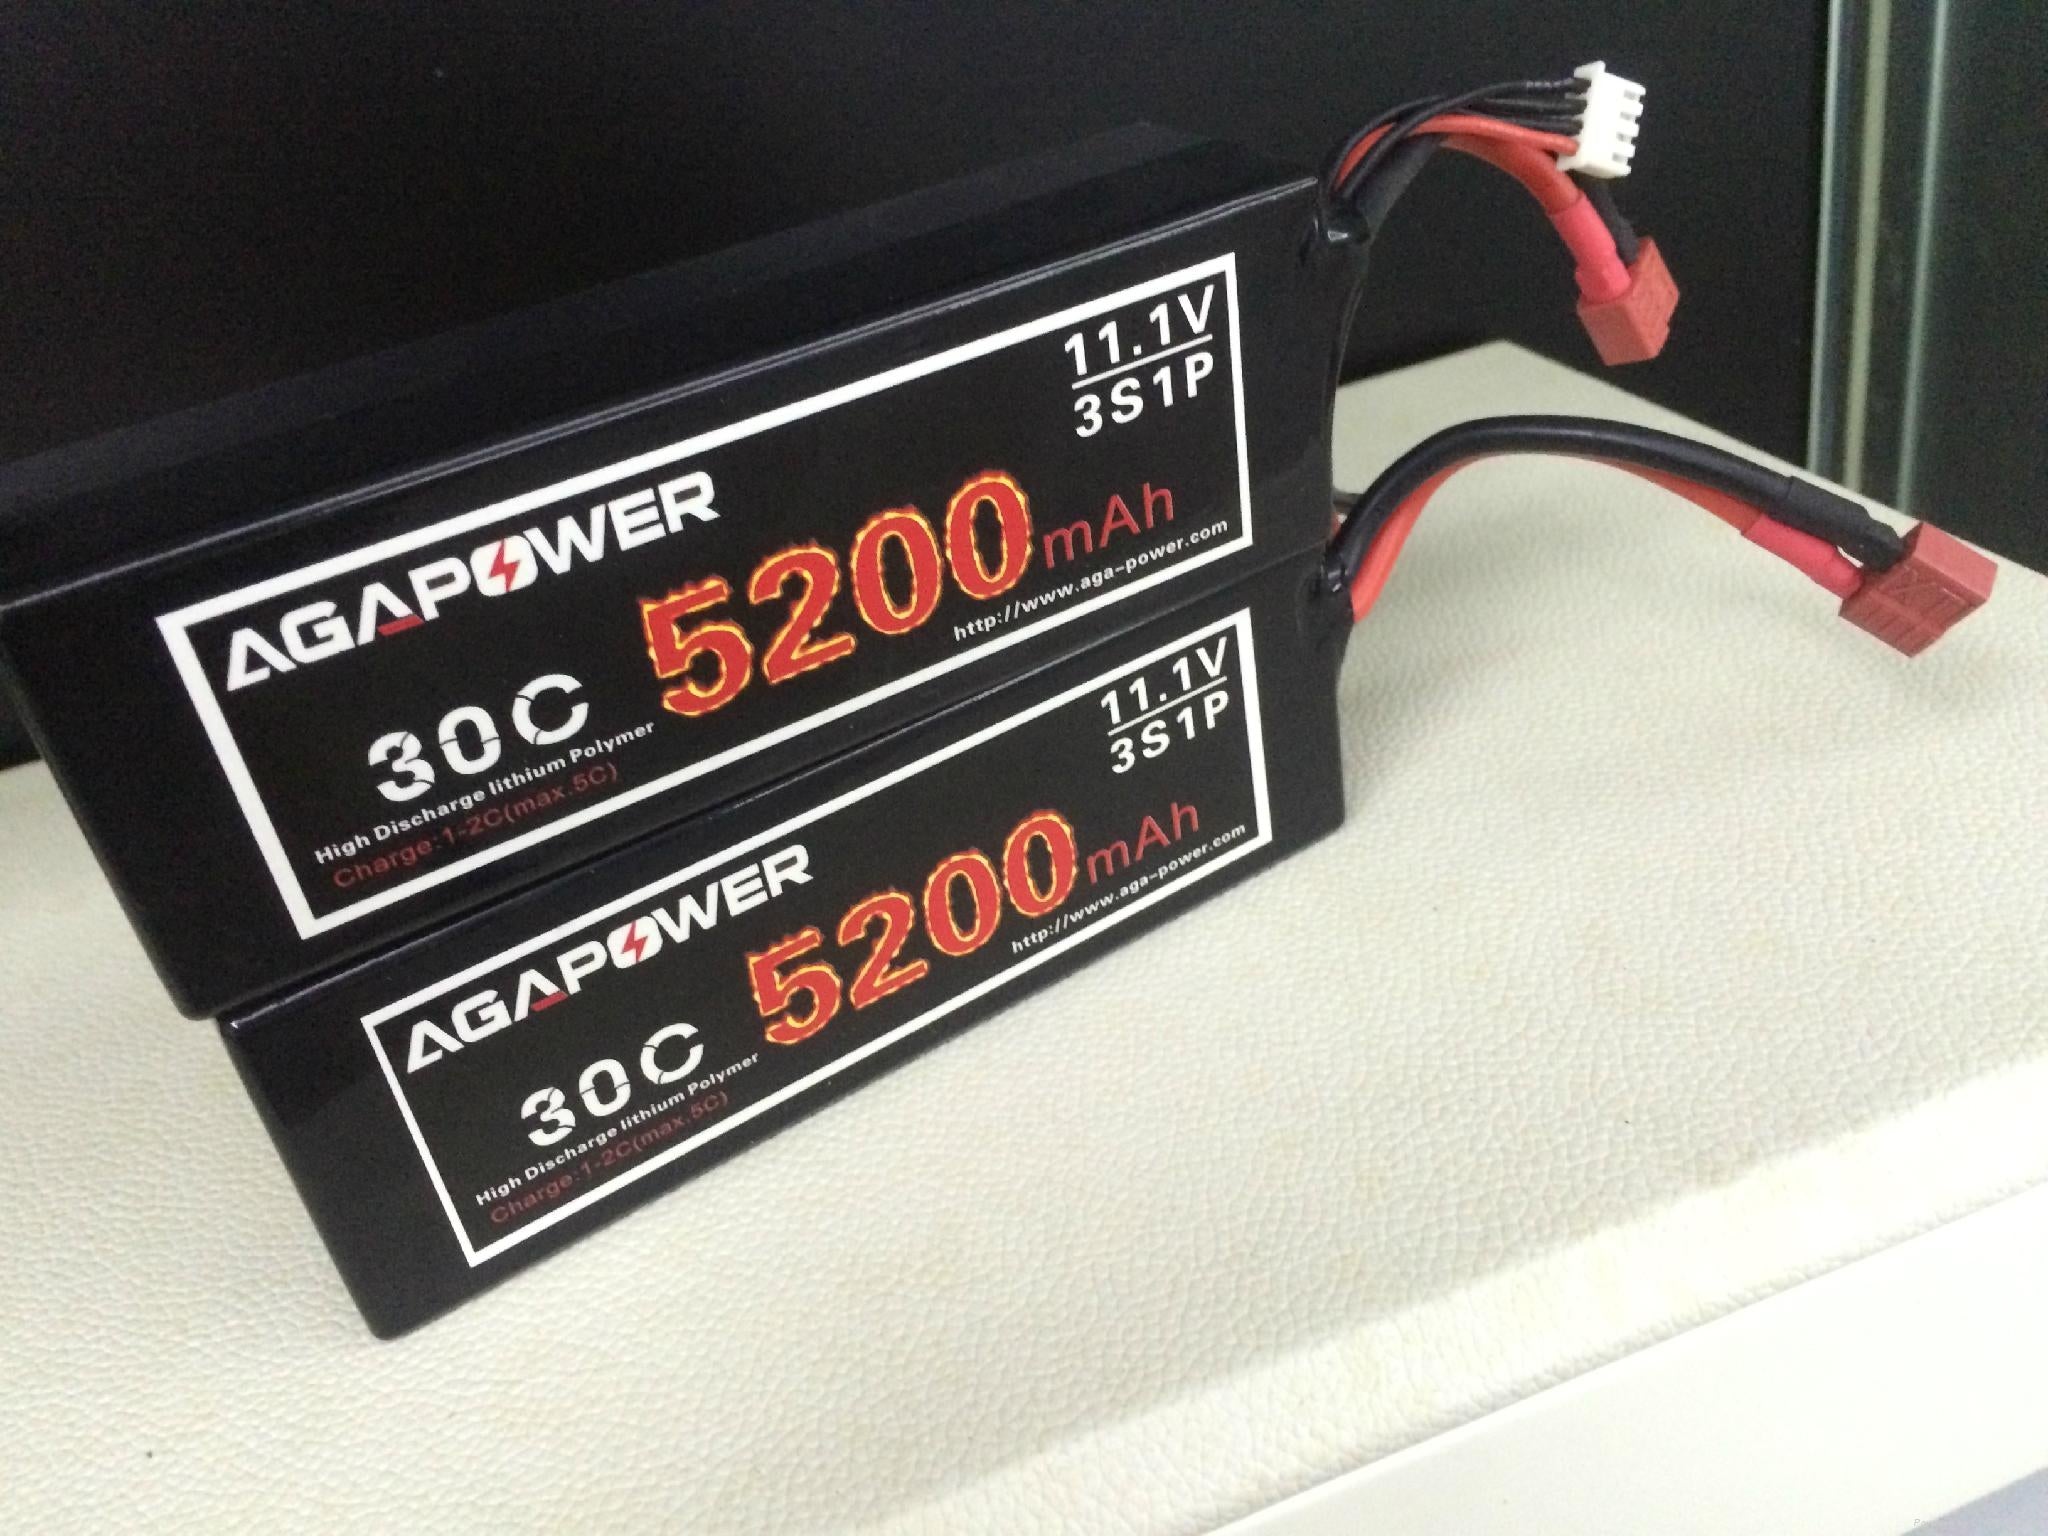 11.1V
3S1P
AGAPOWER
5200mAh
http://www.aga-power.com
30C
High Discharge lithium Polymer
Charge:1-2C(max.5C)
11.1V
3S1P
AGAPOWER
5200mAh
http://www.aga-power.com
30C
High Discharge lithium Polymer
Charge:1-2C(max.5C)